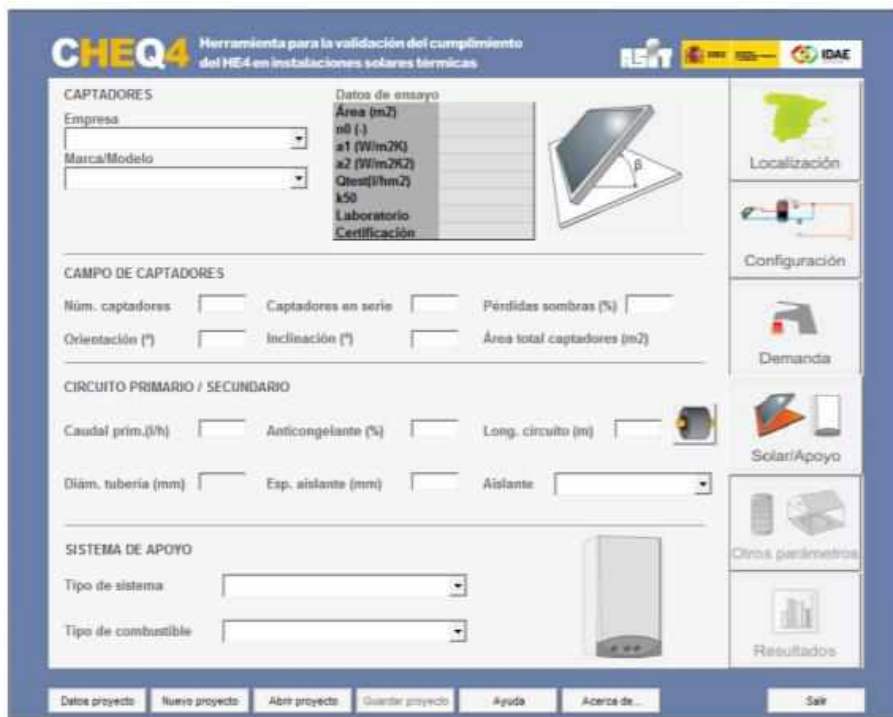 CHEQ4
Herramienta para la validación del cumplimiento
del HE4 en instalaciones solares térmicas
IDAE
CAPTADORES
Empresa
Marca/Modelo
Datos de ensayo
Área (m2)
n0 (-)
a1 (W/m2K)
a2 (W/m2K2)
Qtest(l/hm2)
k50
Laboratorio
Certificación
β
CAMPO DE CAPTADORES
Núm. captadores
Captadores en serie
Pérdidas sombras (%)
Orientación (º)
Inclinación (º)
Área total captadores (m2)
CIRCUITO PRIMARIO / SECUNDARIO
Caudal prim.(l/h)
Anticongelante (%)
Long. circuito (m)
Diám. tubería (mm)
Esp. aislante (mm)
Aislante
SISTEMA DE APOYO
Tipo de sistema
Tipo de combustible
Localización
Configuración
Demanda
Solar/Apoyo
Otros parámetros
Resultados
Datos proyecto
Nuevo proyecto
Abrir proyecto
Guardar proyecto
Ayuda
Acerca de...
Salir